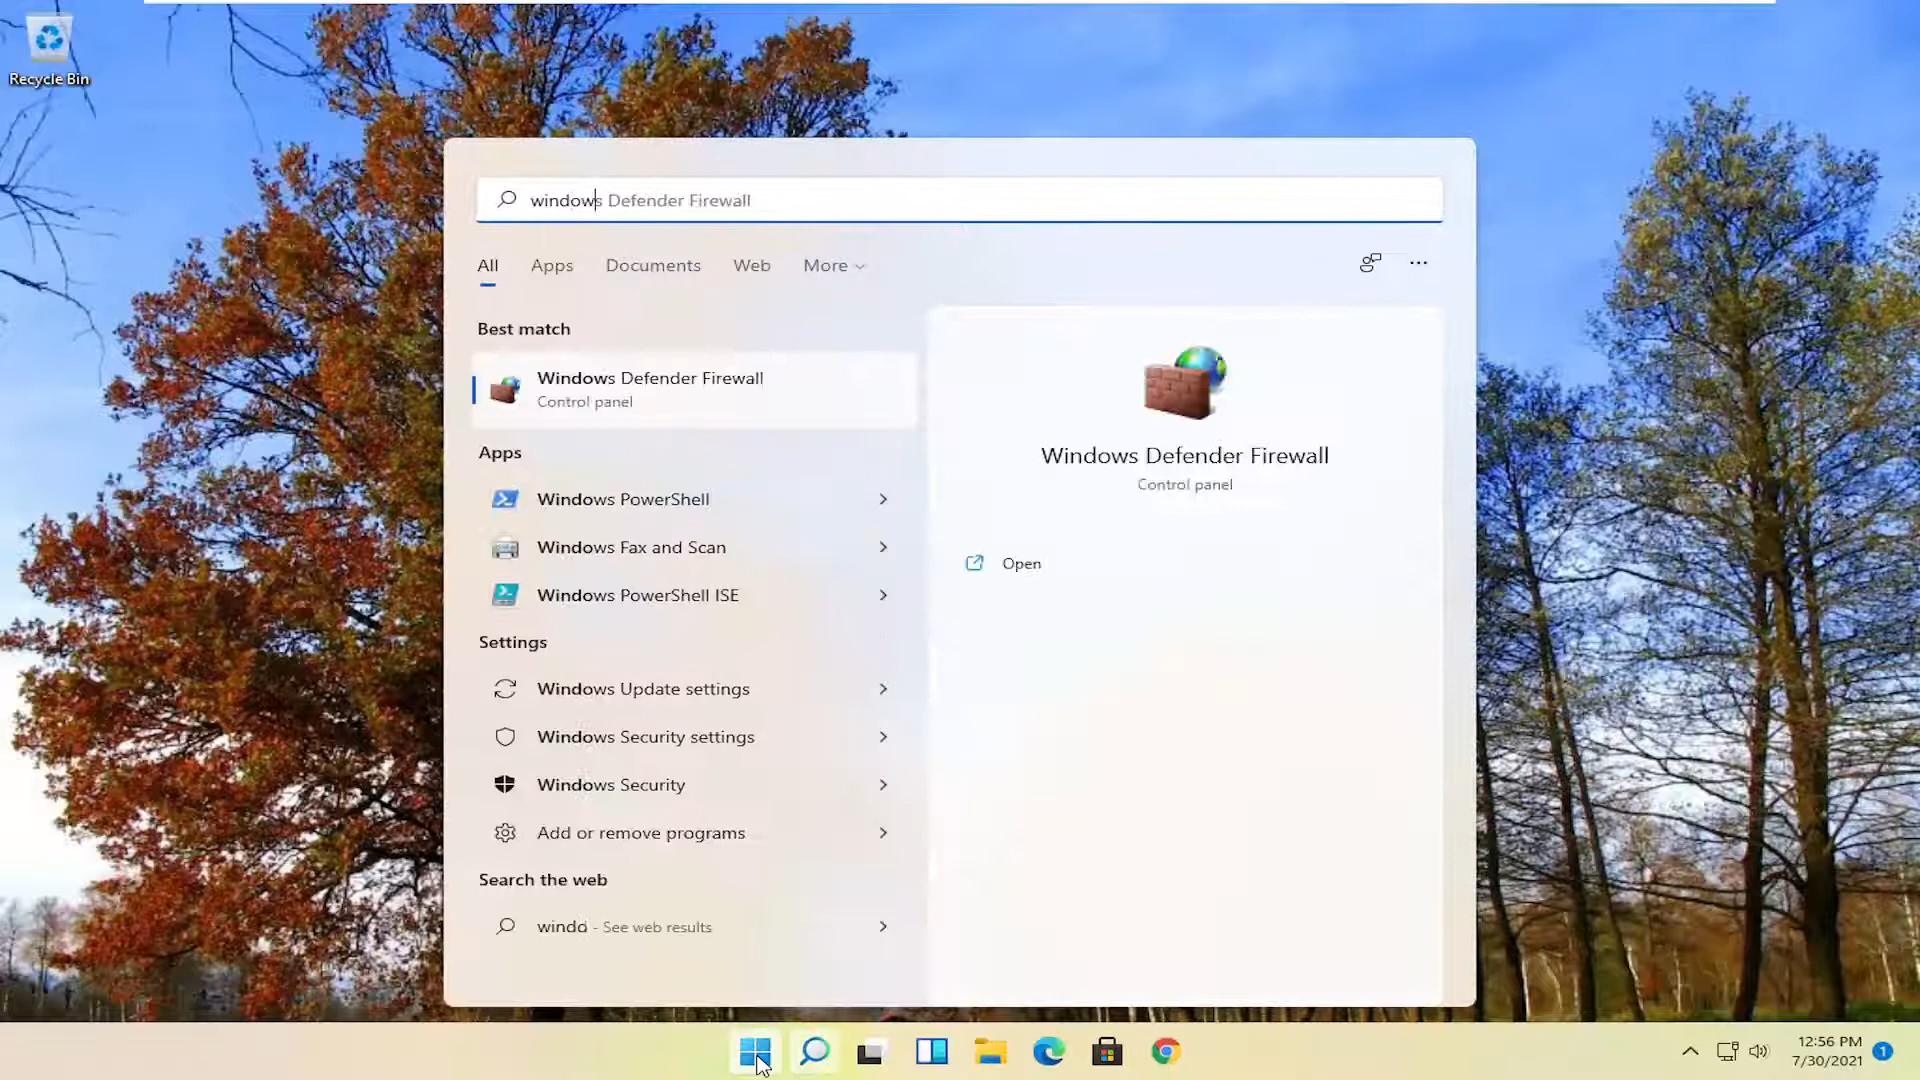 Recycle Bin
windows Defender Firewall
All Apps Documents Web More
Best match
Windows Defender Firewall
Control panel
Apps
Windows PowerShell
Windows Fax and Scan
Windows PowerShell ISE
Settings
Windows Update settings
Windows Security settings
Windows Security
Add or remove programs
Search the web
windo - See web results
Windows Defender Firewall
Control panel
Open
12:56 PM
7/30/2021
1